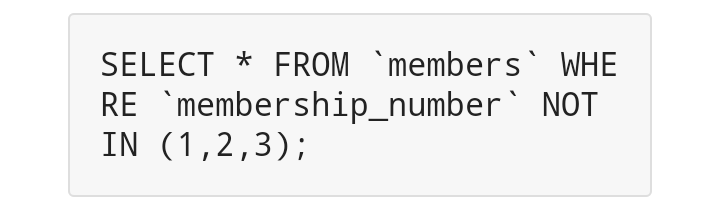 SELECT * FROM `members` WHE
RE `membership_number` NOT
IN (1,2,3);